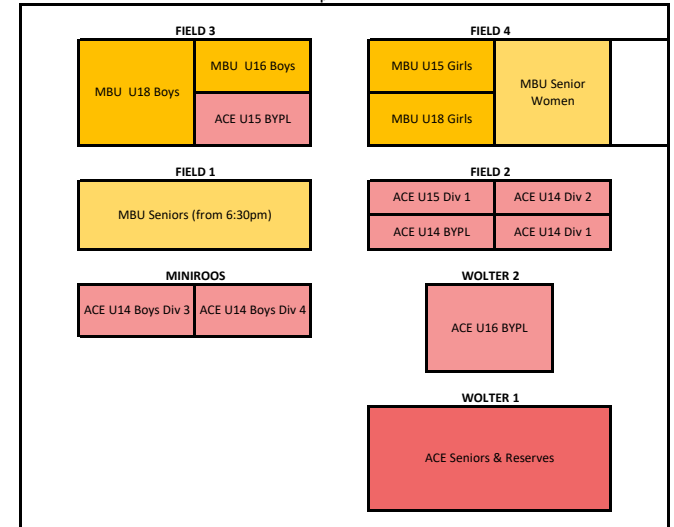 FIELD 3
FIELD 4
MBU U18 Boys
MBU  U16 Boys
ACE U15 BYPL
MBU U15 Girls
MBU U18 Girls
MBU Senior
Women
FIELD 1
FIELD 2
MBU Seniors (from 6:30pm)
ACE U15 Div 1
ACE U14 Div 2
ACE U14 BYPL
ACE U14 Div 1
MINIROOS
WOLTER 2
ACE U14 Boys Div 3
ACE U14 Boys Div 4
ACE U16 BYPL
WOLTER 1
ACE Seniors & Reserves